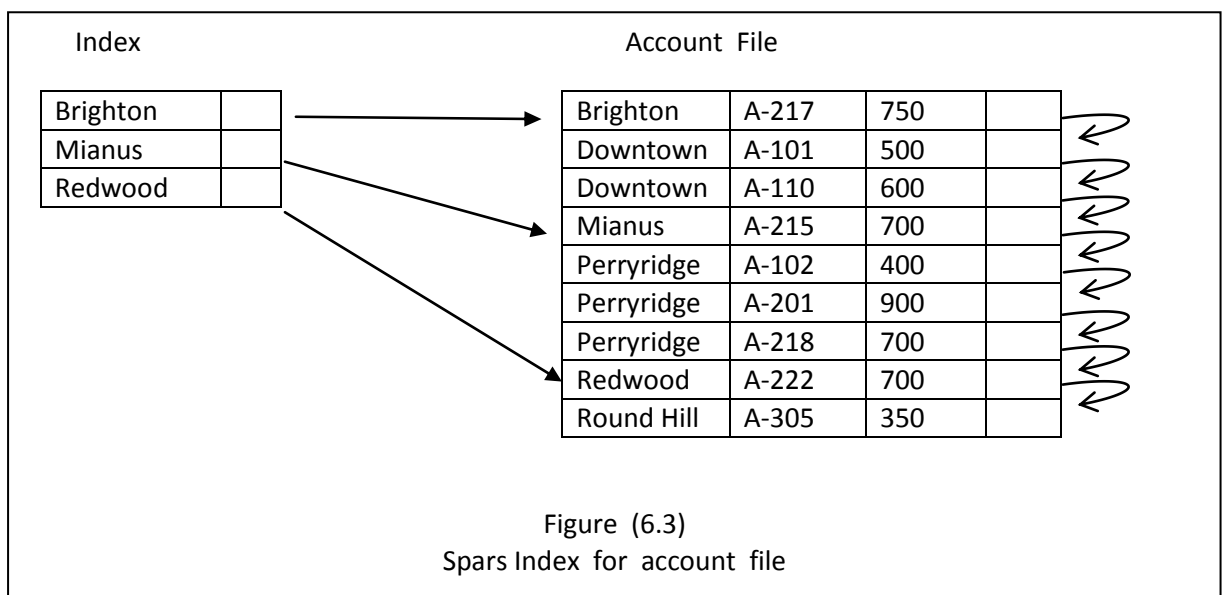 Index Account File
Brighton Brighton A-217 750
Mianus Downtown A-101 500
Redwood Downtown A-110 600
Mianus A-215 700
Perryridge A-102 400
Perryridge A-201 900
Perryridge A-218 700
Redwood A-222 700
Round Hill A-305 350
Figure (6.3)
Spars Index for account file